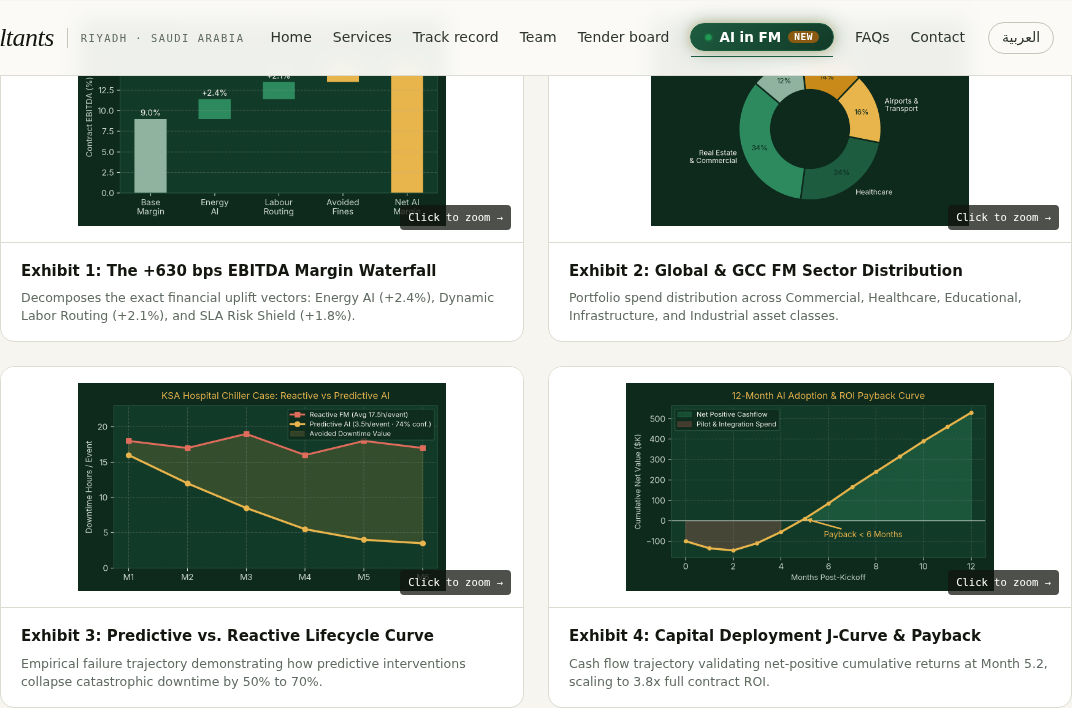 ltants
RIYADH · SAUDI ARABIA
Home
Services
Track record
Team
Tender board
AI in FM NEW
FAQs
Contact
العربية
Contract EBITDA (%)
12.5
10.0
7.5
5.0
2.5
0.0
9.0%
+2.4%
+2.1%
Base
Margin
Energy
AI
Labour
Routing
Avoided
Fines
Net AI
Click to zoom →
12%
14%
16%
34%
24%
Airports &
Transport
Real Estate
& Commercial
Healthcare
Click to zoom →
Exhibit 1: The +630 bps EBITDA Margin Waterfall
Decomposes the exact financial uplift vectors: Energy AI (+2.4%), Dynamic
Labor Routing (+2.1%), and SLA Risk Shield (+1.8%).
Exhibit 2: Global & GCC FM Sector Distribution
Portfolio spend distribution across Commercial, Healthcare, Educational,
Infrastructure, and Industrial asset classes.
KSA Hospital Chiller Case: Reactive vs Predictive AI
Reactive FM (Avg 17.5h/event)
Predictive AI (3.5h/event · 74% conf.)
Avoided Downtime Value
Downtime Hours / Event
20
15
10
5
0
M1
M2
M3
M4
M5
Click to zoom →
12-Month AI Adoption & ROI Payback Curve
Net Positive Cashflow
Pilot & Integration Spend
Cumulative Net Value ($K)
500
400
300
200
100
0
−100
Payback < 6 Months
0
2
4
6
8
10
12
Months Post-Kickoff
Click to zoom →
Exhibit 3: Predictive vs. Reactive Lifecycle Curve
Empirical failure trajectory demonstrating how predictive interventions
collapse catastrophic downtime by 50% to 70%.
Exhibit 4: Capital Deployment J-Curve & Payback
Cash flow trajectory validating net-positive cumulative returns at Month 5.2,
scaling to 3.8x full contract ROI.